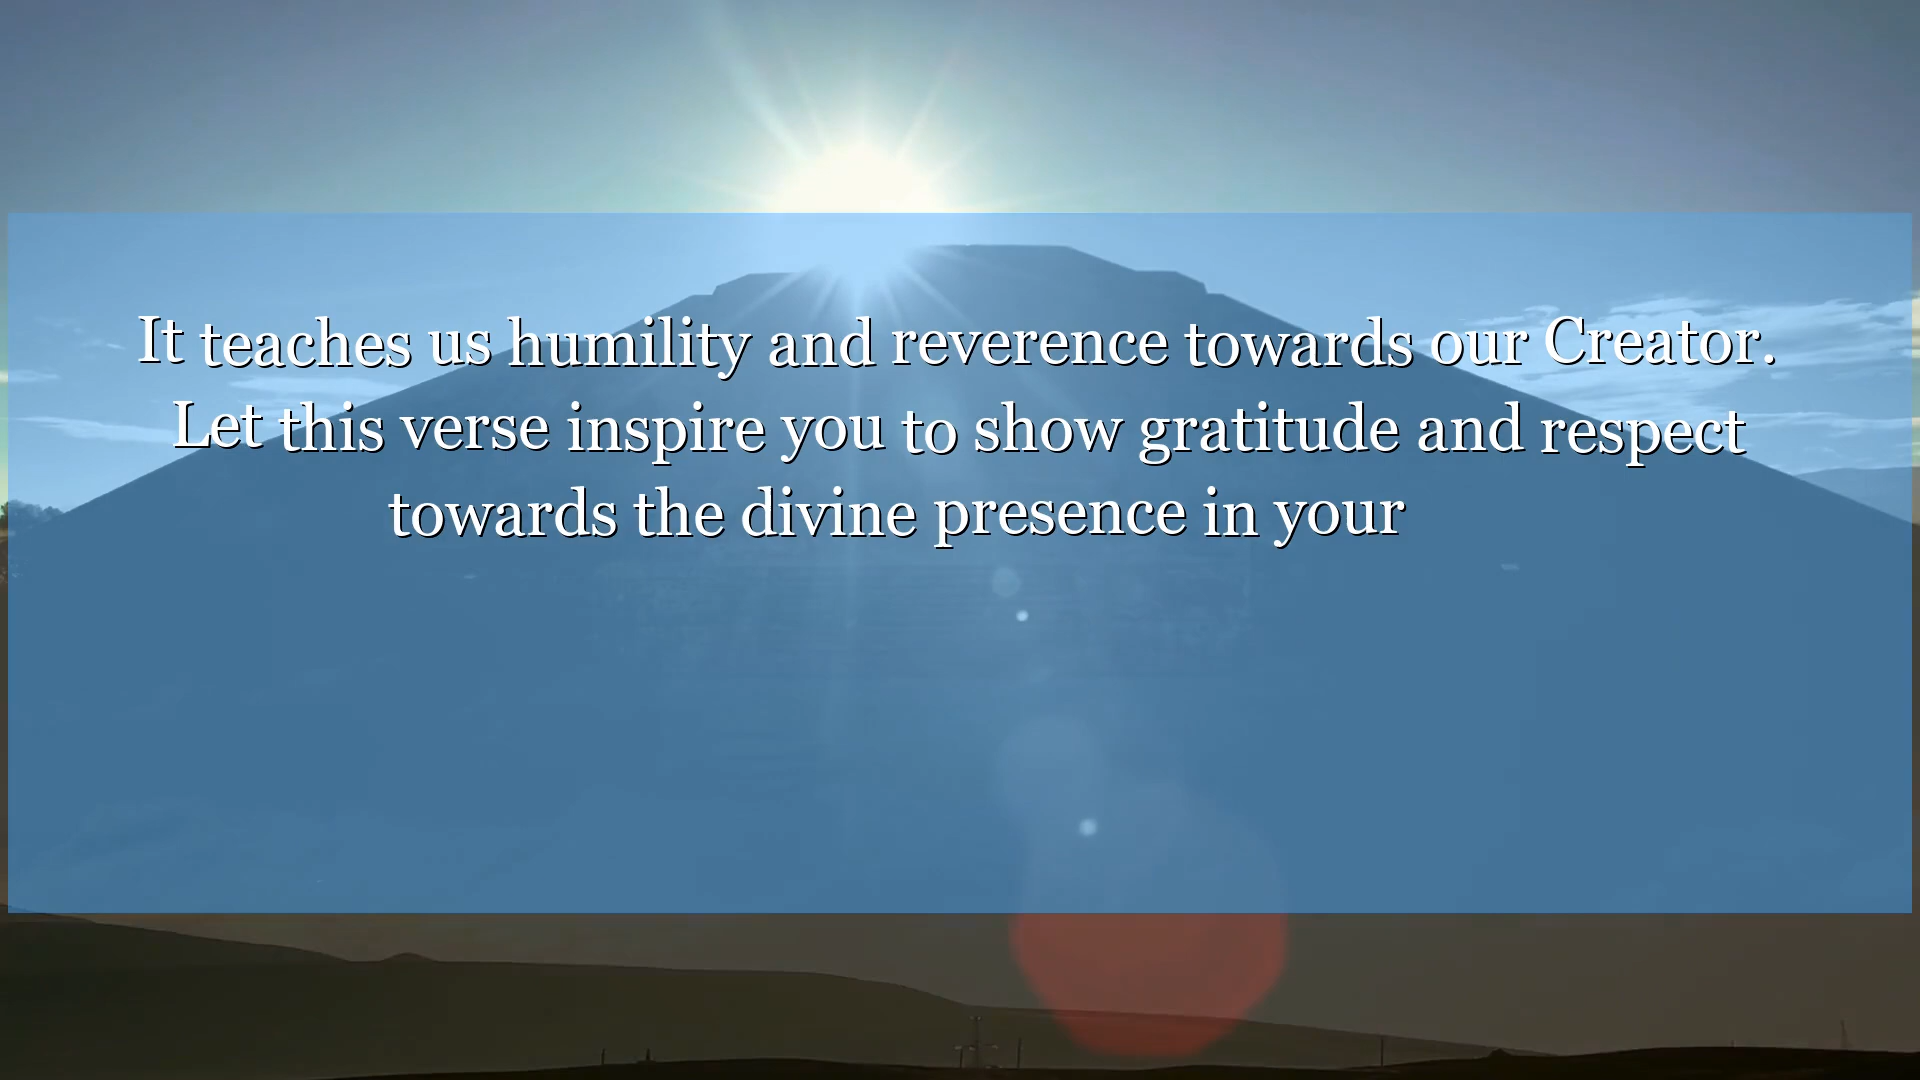 It teaches us humility and reverence towards our Creator.
Let this verse inspire you to show gratitude and respect
towards the divine presence in your